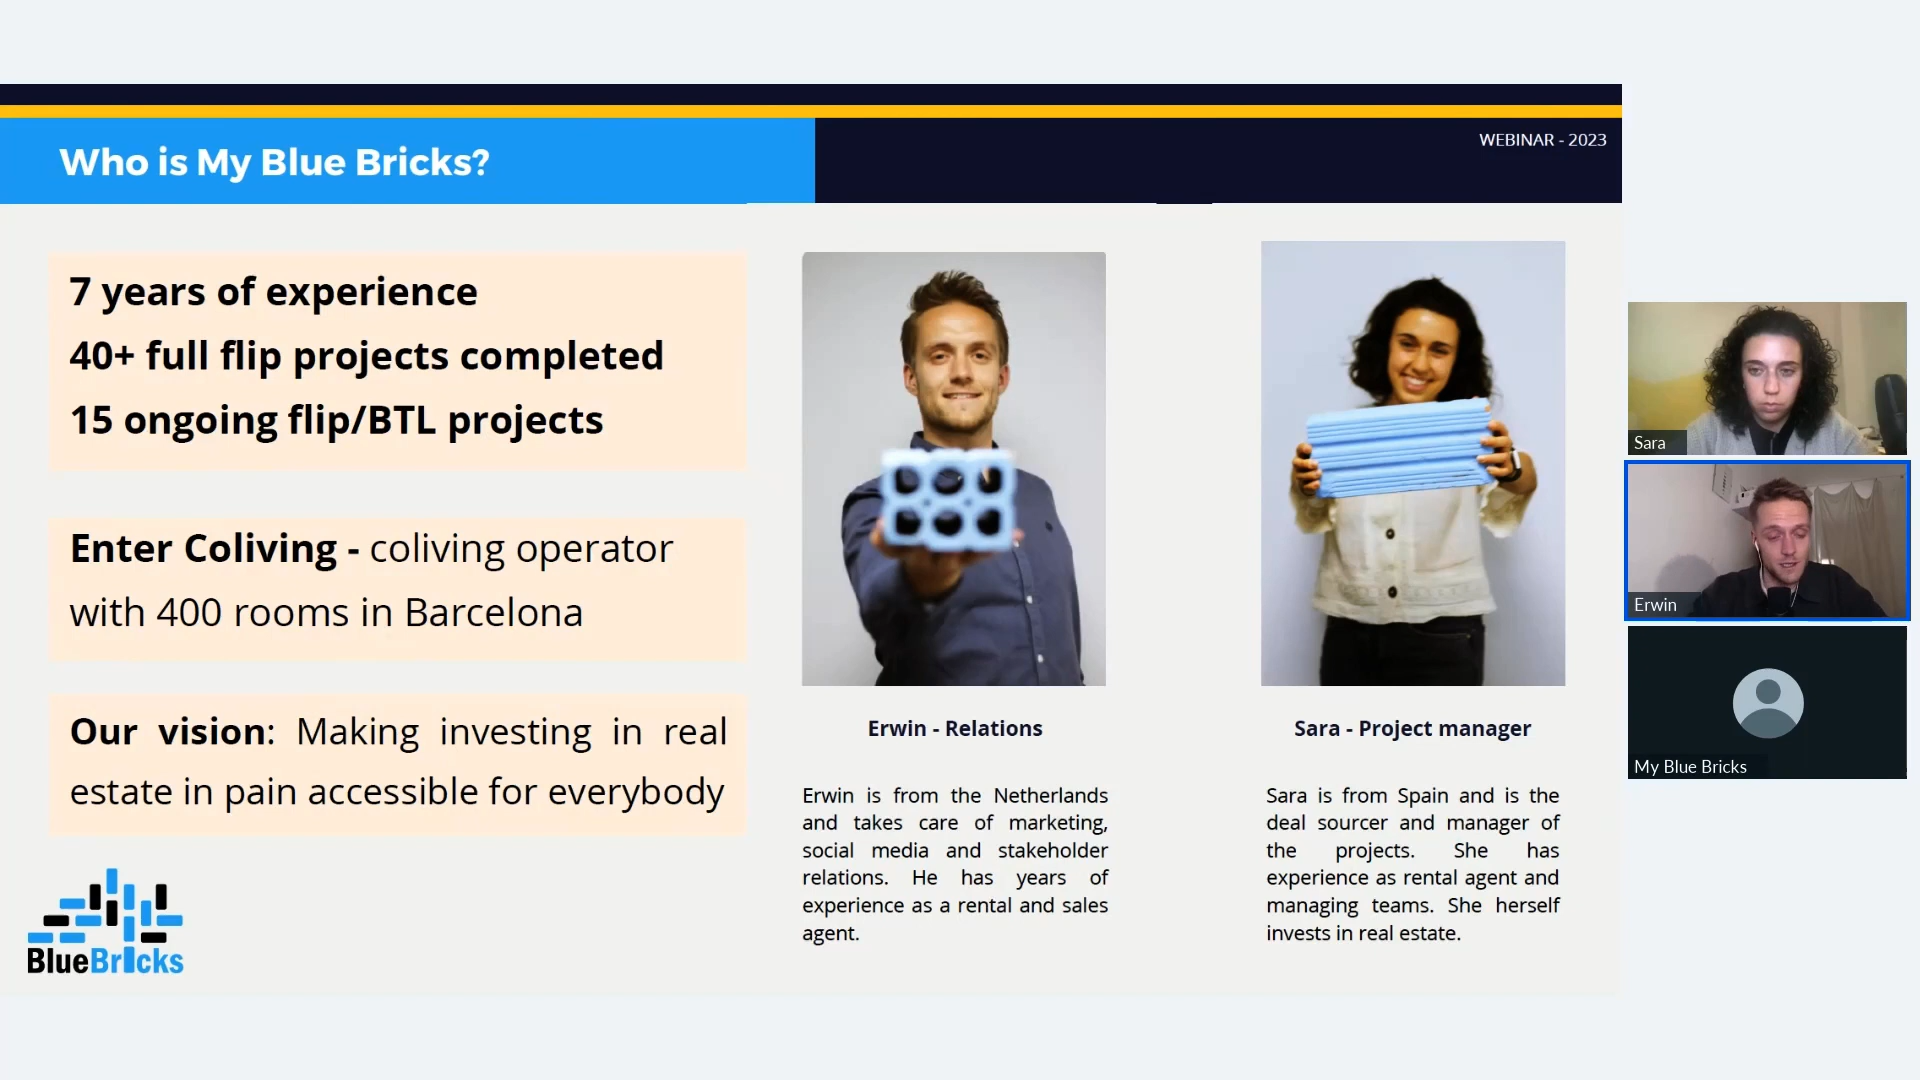 WEBINAR - 2023
Who is My Blue Bricks?
7 years of experience
40+ full flip projects completed
15 ongoing flip/BTL projects
Enter Coliving - coliving operator
with 400 rooms in Barcelona
Our vision: Making investing in real
estate in pain accessible for everybody
BlueBricks
Erwin - Relations
Erwin is from the Netherlands
and takes care of marketing,
social media and stakeholder
relations. He has years of
experience as a rental and sales
agent.
Sara - Project manager
Sara is from Spain and is the
deal sourcer and manager of
the projects. She has
experience as rental agent and
managing teams. She herself
invests in real estate.
Sara
Erwin
My Blue Bricks